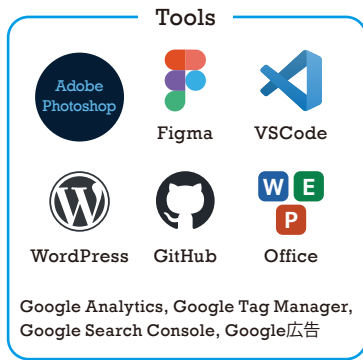 Tools
Adobe
Photoshop
Figma
VSCode
W E
P
WordPress
GitHub
Office
Google Analytics, Google Tag Manager,
Google Search Console, Google広告